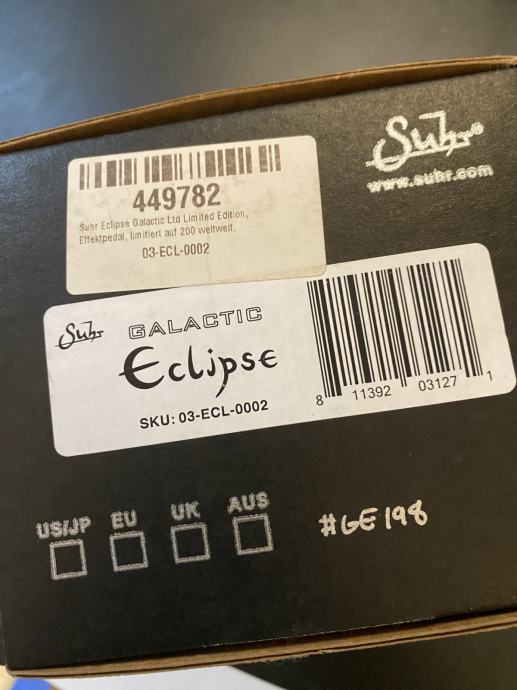 Suhr®
www.suhr.com
449782
Suhr Eclipse Galactic Ltd Limited Edition,
Effektpedal, limitiert auf 200 weltweit,
03-ECL-0002
Suhr GALACTIC
Eclipse
SKU: 03-ECL-0002
8 11392 03127 1
US/JP EU UK AUS
#GE198